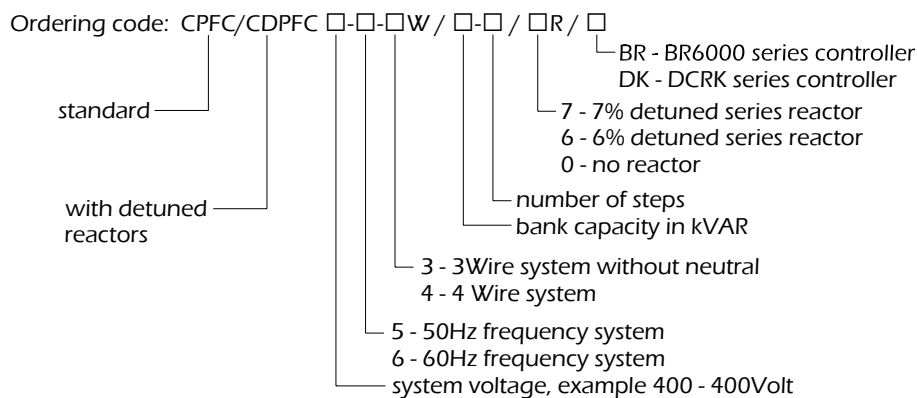 Ordering code: CPFC/CDPFC □-□-□W/□-□/□R/□
BR - BR6000 series controller
DK - DCRK series controller
standard
7 - 7% detuned series reactor
6 - 6% detuned series reactor
0 - no reactor
number of steps
with detuned
reactors
bank capacity in kVAR
3 - 3Wire system without neutral
4 - 4 Wire system
5 - 50Hz frequency system
6 - 60Hz frequency system
system voltage, example 400 - 400Volt